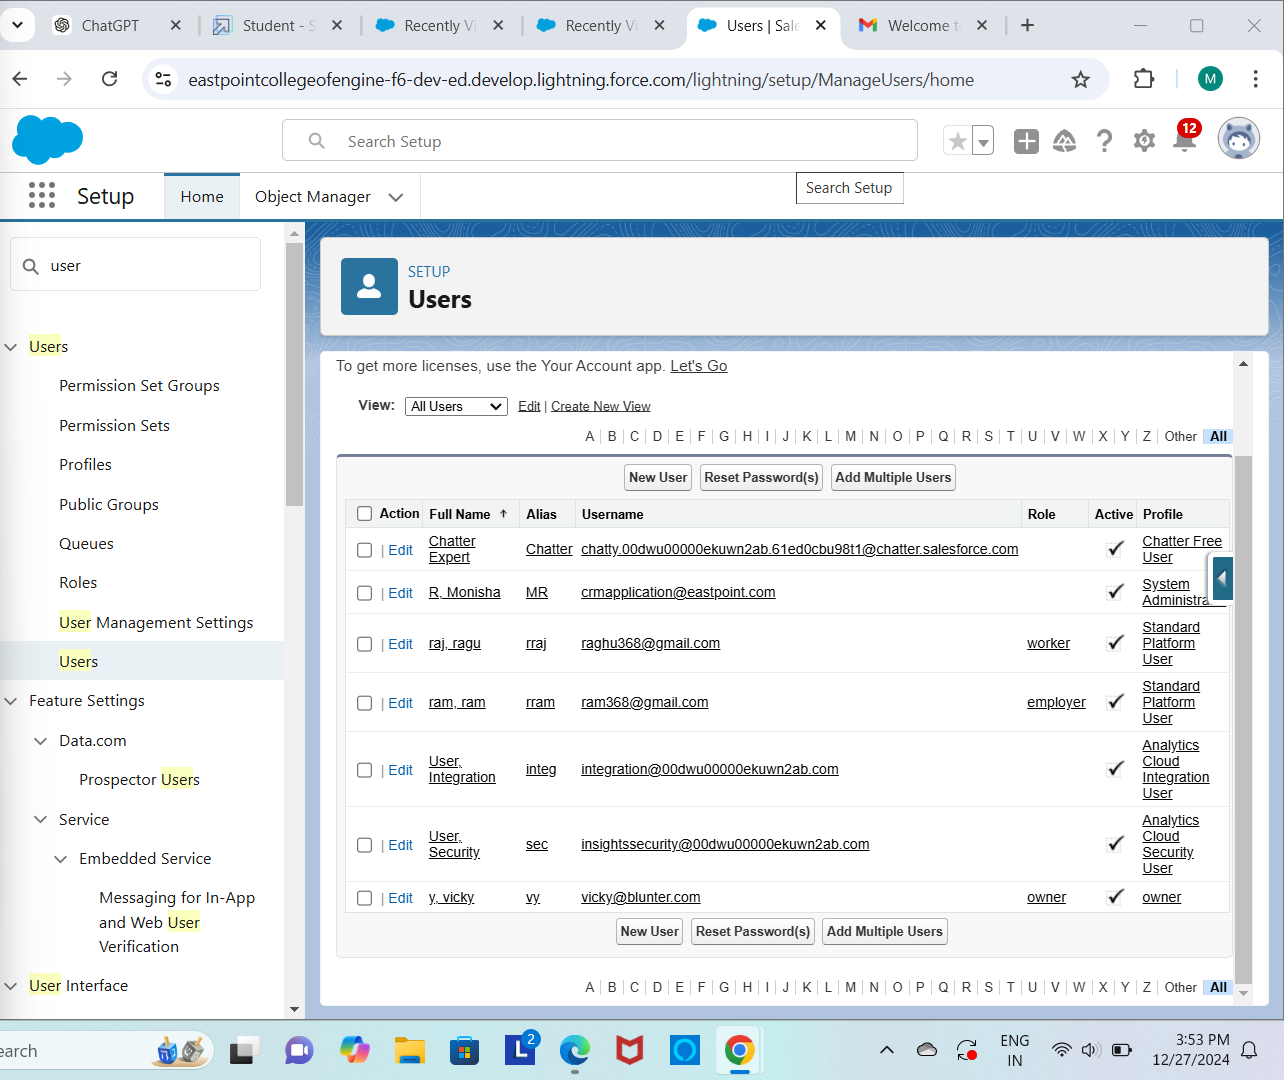 ChatGPT
Student - S
Recently Vi
Recently Vi
Users | Sale
Welcome to
eastpointcollegeofengine-f6-dev-ed.develop.lightning.force.com/lightning/setup/ManageUsers/home
M
Search Setup
12
Setup
Home
Object Manager
Search Setup
user
Users
Permission Set Groups
Permission Sets
Profiles
Public Groups
Queues
Roles
User Management Settings
Users
Feature Settings
Data.com
Prospector Users
Service
Embedded Service
Messaging for In-App
and Web User
Verification
User Interface
SETUP
Users
To get more licenses, use the Your Account app. Let's Go
View: All Users Edit | Create New View
A B C D E F G H I J K L M N O P Q R S T U V W X Y Z Other All
New User Reset Password(s) Add Multiple Users
Action Full Name Alias Username Role Active Profile
| Edit Chatter Expert Chatter chatty.00dwu00000ekuwn2ab.61ed0cbu98t1@chatter.salesforce.com Chatter Free User
| Edit R, Monisha MR crmapplication@eastpoint.com System Administra
| Edit raj, ragu rraj raghu368@gmail.com worker Standard Platform User
| Edit ram, ram rram ram368@gmail.com employer Standard Platform User
| Edit User, Integration integ integration@00dwu00000ekuwn2ab.com Analytics Cloud Integration User
| Edit User, Security sec insightssecurity@00dwu00000ekuwn2ab.com Analytics Cloud Security User
| Edit y, vicky vy vicky@blunter.com owner owner
New User Reset Password(s) Add Multiple Users
A B C D E F G H I J K L M N O P Q R S T U V W X Y Z Other All
earch
L
2
ENG
IN
3:53 PM
12/27/2024